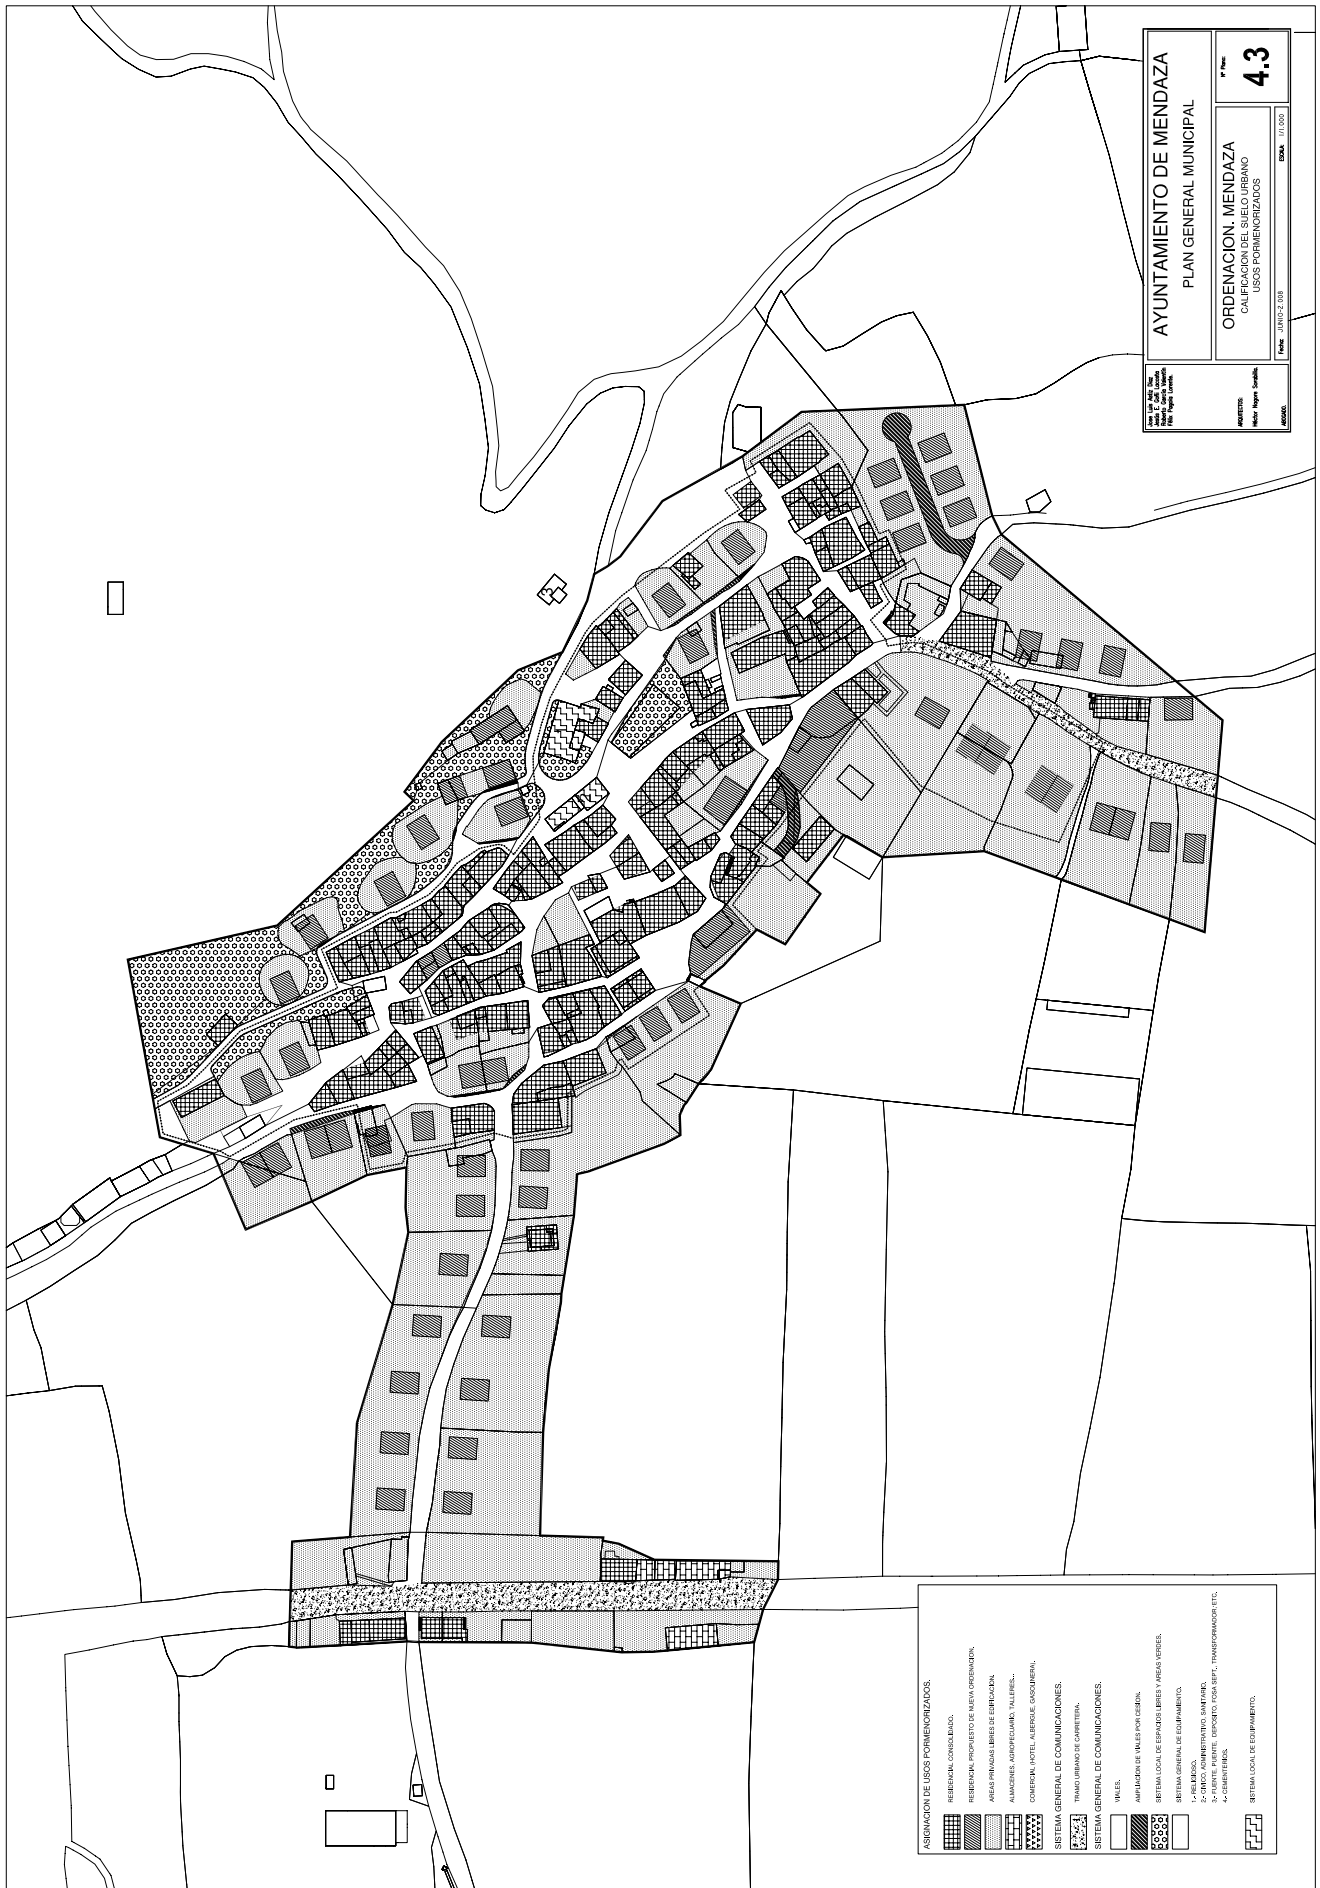 AYUNTAMIENTO DE MENDAZA
PLAN GENERAL MUNICIPAL
Nº Plano:
4.3
ORDENACION. MENDAZA
CALIFICACION DEL SUELO URBANO
USOS PORMENORIZADOS
Fecha: JUNIO-2.008
ESCALA: 1/1.000
ARQUITECTOS:
ABOGADO.
ASIGNACION DE USOS PORMENORIZADOS.
RESIDENCIAL CONSOLIDADO.
RESIDENCIAL PROPUESTO DE NUEVA ORDENACION.
AREAS PRIVADAS LIBRES DE EDIFICACION.
ALMACENES, AGROPECUARIO, TALLERES...
COMERCIAL (HOTEL, ALBERGUE, GASOLINERA).
SISTEMA GENERAL DE COMUNICACIONES.
TRAMO URBANO DE CARRETERA.
SISTEMA GENERAL DE COMUNICACIONES.
VIALES.
AMPLIACION DE VIALES POR CESION.
SISTEMA LOCAL DE ESPACIOS LIBRES Y AREAS VERDES.
SISTEMA GENERAL DE EQUIPAMIENTO.
1.- RELIGIOSO.
2.- CIVICO, ADMINISTRATIVO, SANITARIO.
3.- FUENTE, PUENTE, DEPOSITO, FOSA SEPT., TRANSFORMADOR, ETC.
4.- CEMENTERIOS.
SISTEMA LOCAL DE EQUIPAMIENTO.